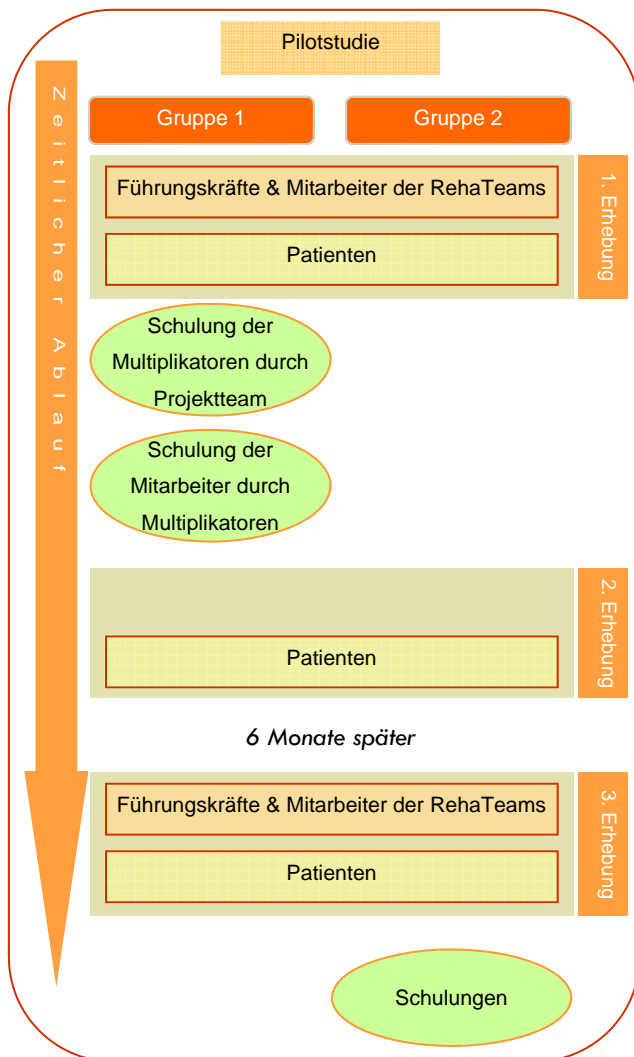 Pilotstudie
Zeitlicher Ablauf
Gruppe 1
Gruppe 2
Führungskräfte & Mitarbeiter der RehaTeams
Patienten
1. Erhebung
Schulung der
Multiplikatoren durch
Projektteam
Schulung der
Mitarbeiter durch
Multiplikatoren
Patienten
2. Erhebung
6 Monate später
Führungskräfte & Mitarbeiter der RehaTeams
Patienten
3. Erhebung
Schulungen